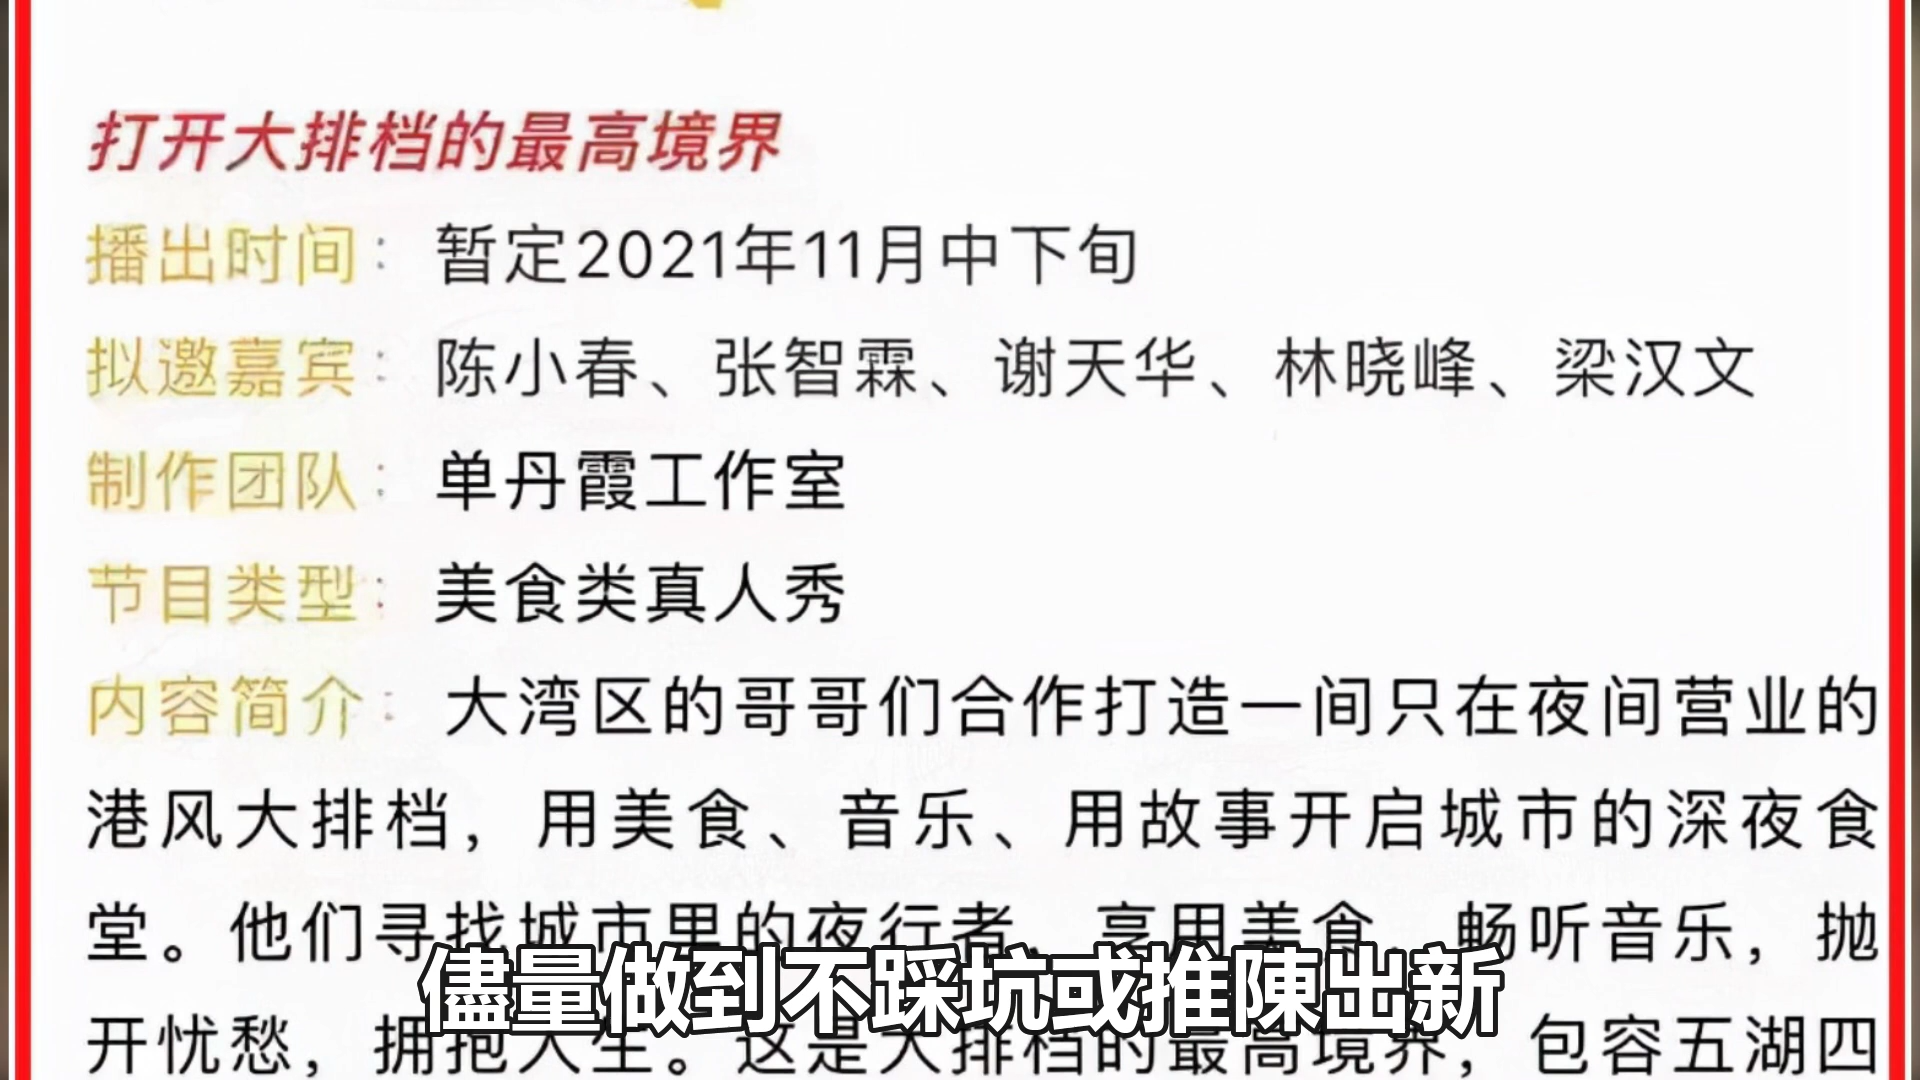 打开大排档的最高境界
播出时间：暂定2021年11月中下旬
拟邀嘉宾：陈小春、张智霖、谢天华、林晓峰、梁汉文
制作团队：单丹霞工作室
节目类型：美食类真人秀
内容简介：大湾区的哥哥们合作打造一间只在夜间营业的
港风大排档，用美食、音乐、用故事开启城市的深夜食
堂。他们寻找城市里的夜行者，享用美食，畅听音乐，抛
开忧愁，拥抱人生。这是大排档的最高境界，包容五湖四
儘量做到不踩坑或推陳出新